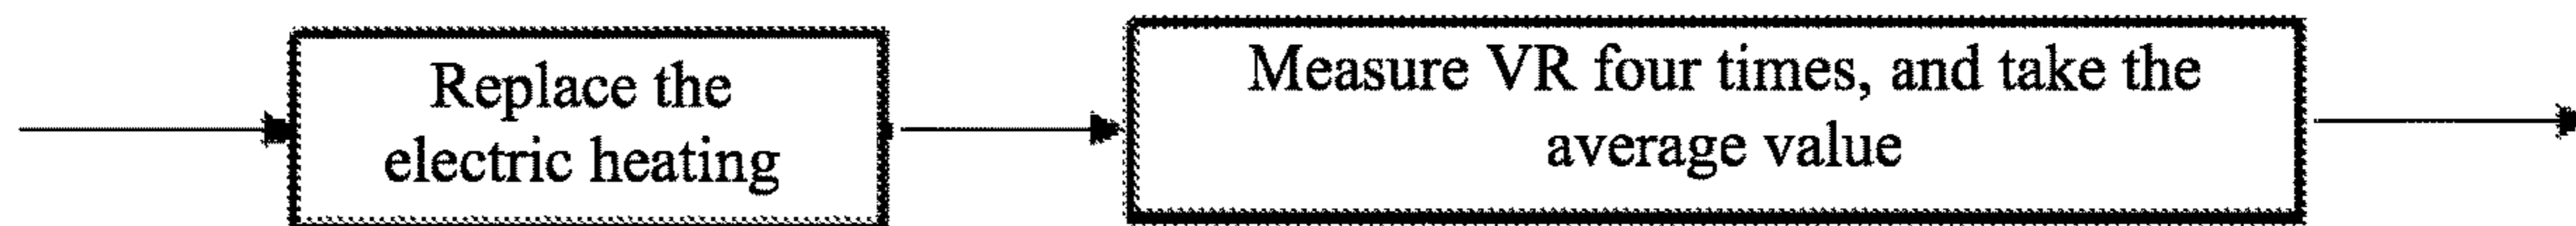 Replace the
electric heating
Measure VR four times, and take the
average value